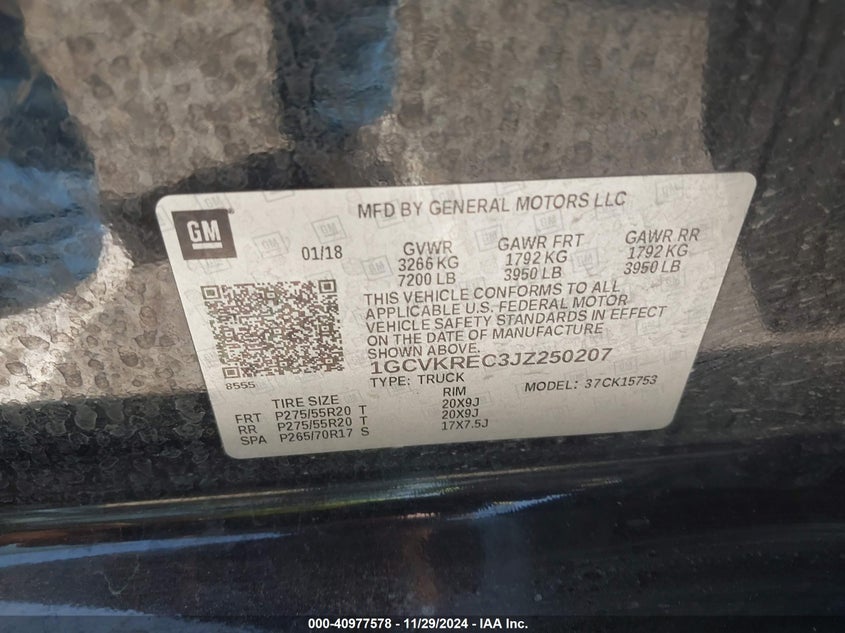 GM
MFD BY GENERAL MOTORS LLC
01/18
GVWR GAWR FRT GAWR RR
3266 KG 1792 KG 1792 KG
7200 LB 3950 LB 3950 LB
THIS VEHICLE CONFORMS TO ALL
APPLICABLE U.S. FEDERAL MOTOR
VEHICLE SAFETY STANDARDS IN EFFECT
ON THE DATE OF MANUFACTURE
SHOWN ABOVE.
1GCVKREC3JZ250207
8555
TYPE: TRUCK MODEL: 37CK15753
TIRE SIZE RIM
FRT P275/55R20 T 20X9J
RR P275/55R20 T 20X9J
SPA P265/70R17 S 17X7.5J
000-40977578 - 11/29/2024 - IAA Inc.